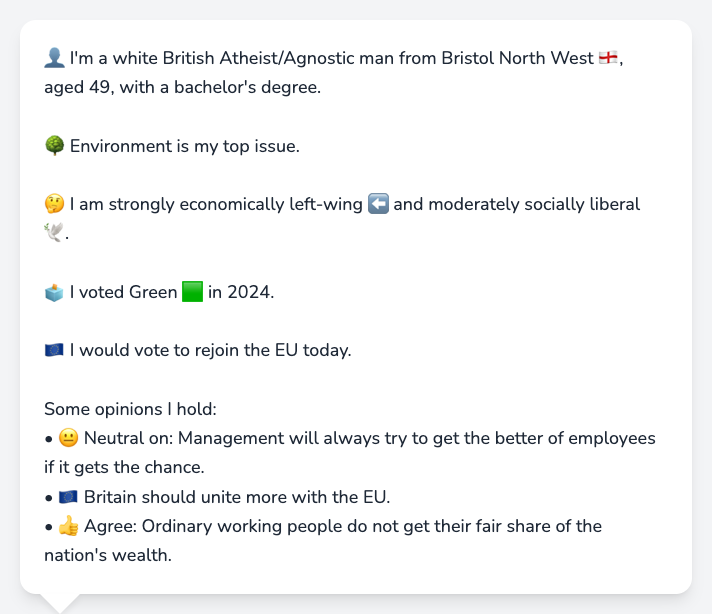 👤 I'm a white British Atheist/Agnostic man from Bristol North West 🏴󠁧󠁢󠁥󠁮󠁧󠁿,
aged 49, with a bachelor's degree.
🌳 Environment is my top issue.
🤔 I am strongly economically left-wing ⬅️ and moderately socially liberal
🕊️.
🗳️ I voted Green 🟩 in 2024.
🇪🇺 I would vote to rejoin the EU today.
Some opinions I hold:
• 😐 Neutral on: Management will always try to get the better of employees
if it gets the chance.
• 🇪🇺 Britain should unite more with the EU.
• 👍 Agree: Ordinary working people do not get their fair share of the
nation's wealth.